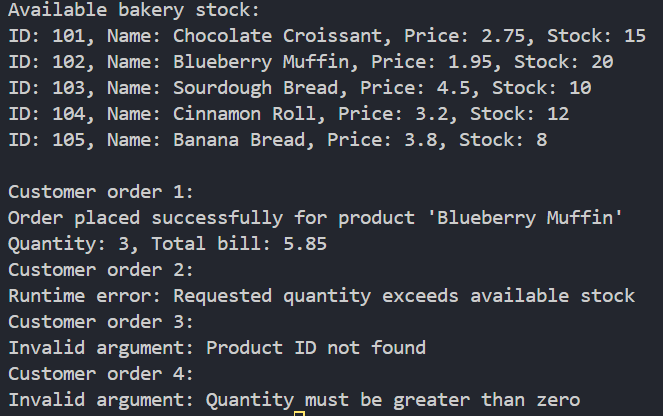 Available bakery stock:
ID: 101, Name: Chocolate Croissant, Price: 2.75, Stock: 15
ID: 102, Name: Blueberry Muffin, Price: 1.95, Stock: 20
ID: 103, Name: Sourdough Bread, Price: 4.5, Stock: 10
ID: 104, Name: Cinnamon Roll, Price: 3.2, Stock: 12
ID: 105, Name: Banana Bread, Price: 3.8, Stock: 8

Customer order 1:
Order placed successfully for product 'Blueberry Muffin'
Quantity: 3, Total bill: 5.85
Customer order 2:
Runtime error: Requested quantity exceeds available stock
Customer order 3:
Invalid argument: Product ID not found
Customer order 4:
Invalid argument: Quantity must be greater than zero